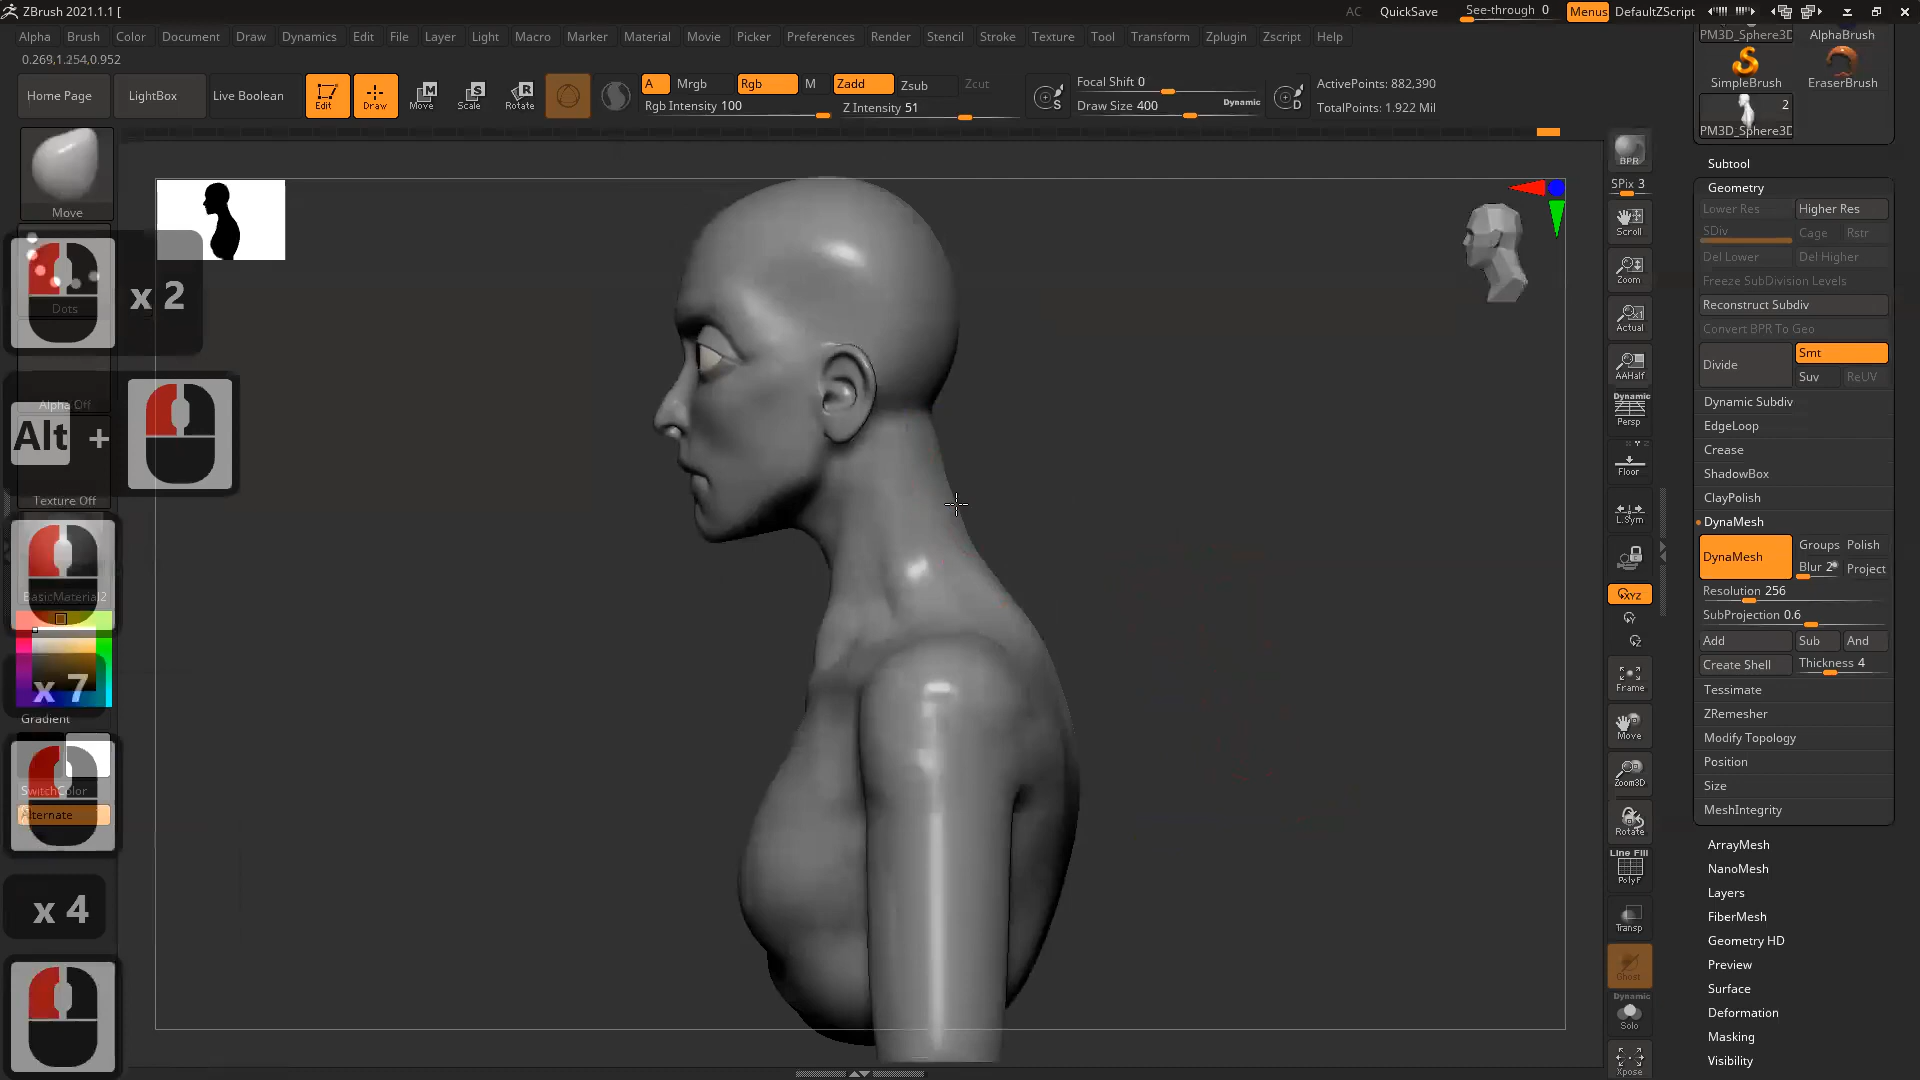 ZBrush 2021.1.1 [
AC QuickSave See-through 0 Menus DefaultZScript
Alpha Brush Color Document Draw Dynamics Edit File Layer Light Macro Marker Material Movie Picker Preferences Render Stencil Stroke Texture Tool Transform Zplugin Zscript Help
0.269,1.254,0.952
Home Page LightBox Live Boolean Edit Draw Move Scale Rotate
A Mrgb Rgb M Zadd Zsub Zcut
Rgb Intensity 100 Z Intensity 51
Focal Shift 0
Draw Size 400 Dynamic
S
D
ActivePoints: 882,390
TotalPoints: 1.922 Mil
Move
Dots
x 2
Alpha Off
Alt +
Texture Off
BasicMaterial2
x 7
Gradient
SwitchColor
Alternate
x 4
BPR
SPix 3
Scroll
Zoom
Actual
AAHalf
Dynamic
Persp
Floor
L.Sym
XYZ
Frame
Move
Zoom3D
Rotate
Line Fill
PolyF
Transp
Ghost
Dynamic
Solo
Xpose
PM3D_Sphere3D AlphaBrush
SimpleBrush EraserBrush
2
PM3D_Sphere3D
Subtool
Geometry
Lower Res Higher Res
SDiv Cage Rstr
Del Lower Del Higher
Freeze SubDivision Levels
Reconstruct Subdiv
Convert BPR To Geo
Divide Smt
Suv ReUV
Dynamic Subdiv
EdgeLoop
Crease
ShadowBox
ClayPolish
DynaMesh
DynaMesh Groups Polish
Blur 2 Project
Resolution 256
SubProjection 0.6
Add Sub And
Create Shell Thickness 4
Tessimate
ZRemesher
Modify Topology
Position
Size
MeshIntegrity
ArrayMesh
NanoMesh
Layers
FiberMesh
Geometry HD
Preview
Surface
Deformation
Masking
Visibility